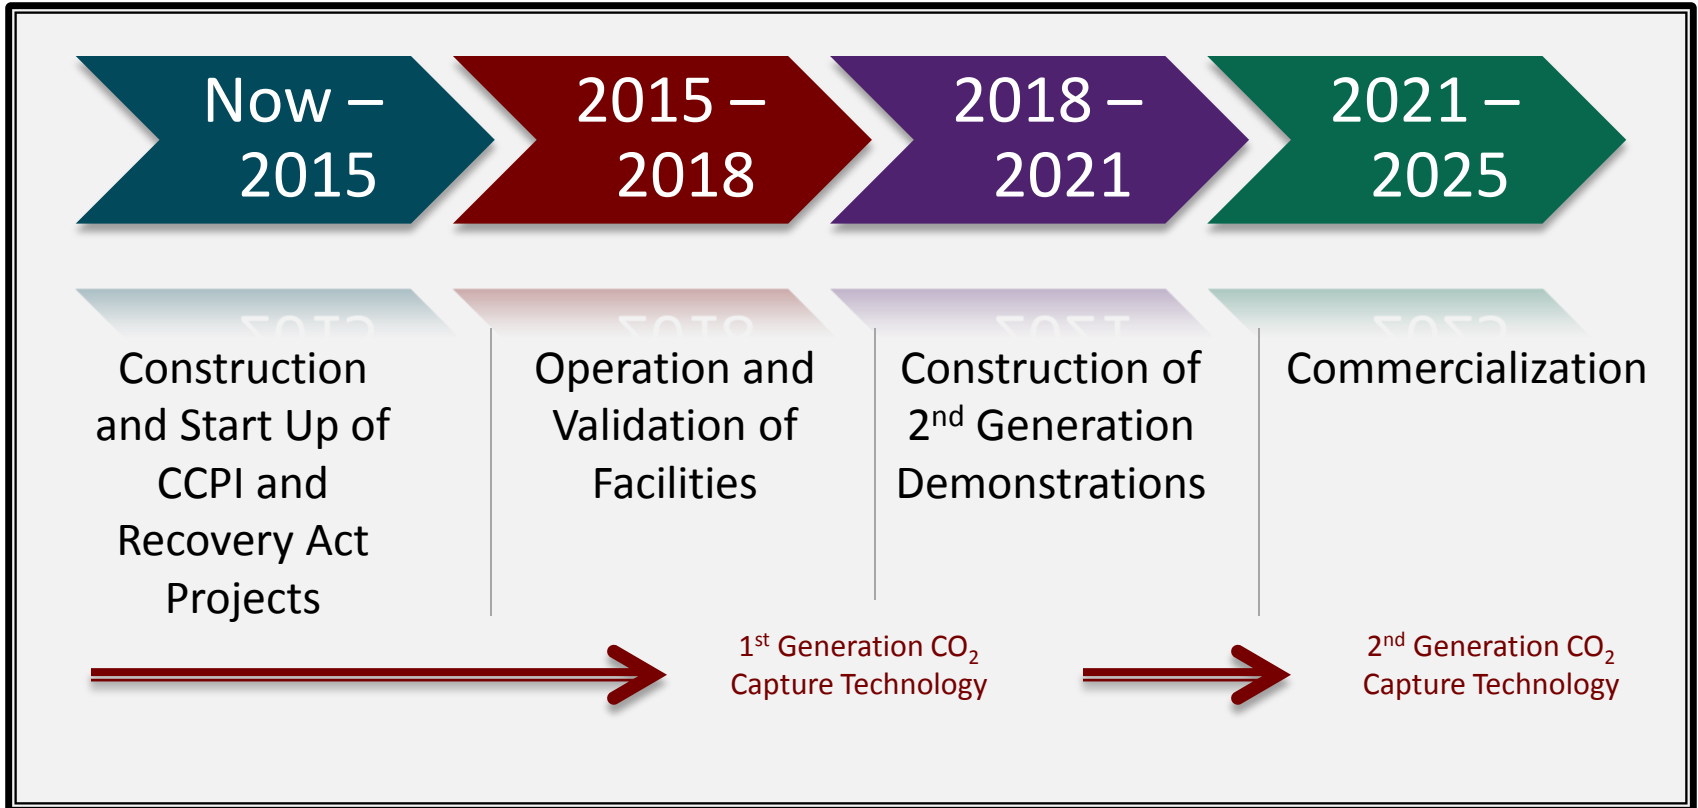 Now –
2015
2015 –
2018
2018 –
2021
2021 –
2025
Construction
and Start Up of
CCPI and
Recovery Act
Projects
Operation and
Validation of
Facilities
Construction of
2nd Generation
Demonstrations
Commercialization
1st Generation CO2
Capture Technology
2nd Generation CO2
Capture Technology